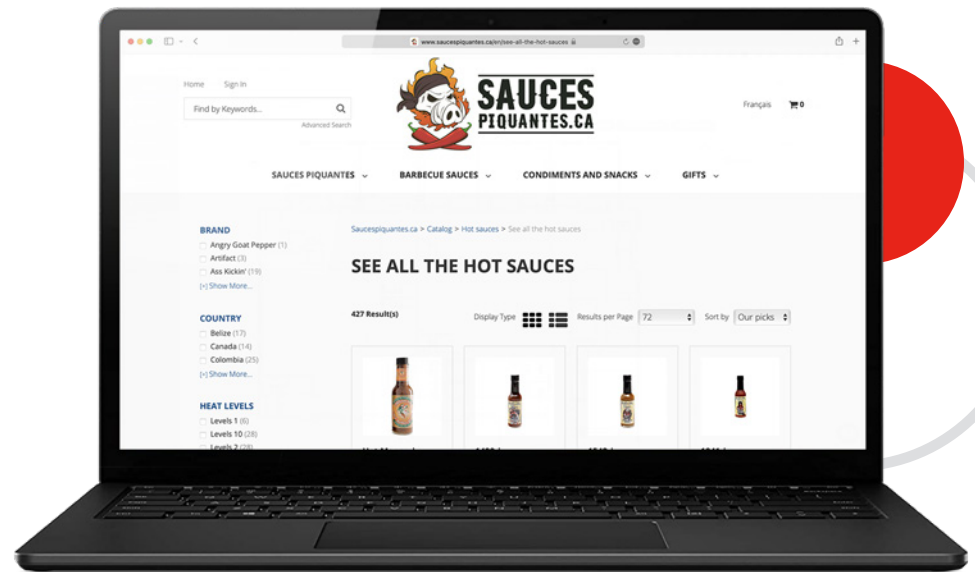 www.saucespiquantes.ca/en/see-all-the-hot-sauces
Home Sign In
Find by Keywords...
Advanced Search
SAUCES
PIQUANTES.CA
Français 0
SAUCES PIQUANTES BARBECUE SAUCES CONDIMENTS AND SNACKS GIFTS
BRAND
Angry Goat Pepper (1)
Artifact (3)
Ass Kickin' (19)
[+] Show More...
COUNTRY
Belize (17)
Canada (14)
Colombia (25)
[+] Show More...
HEAT LEVELS
Levels 1 (6)
Levels 10 (28)
Levels 2 (28)
Saucespiquantes.ca > Catalog > Hot sauces > See all the hot sauces
SEE ALL THE HOT SAUCES
427 Result(s) Display Type Results per Page 72 Sort by Our picks